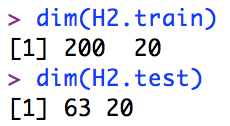 > dim(H2.train)
[1] 200  20
> dim(H2.test)
[1] 63 20